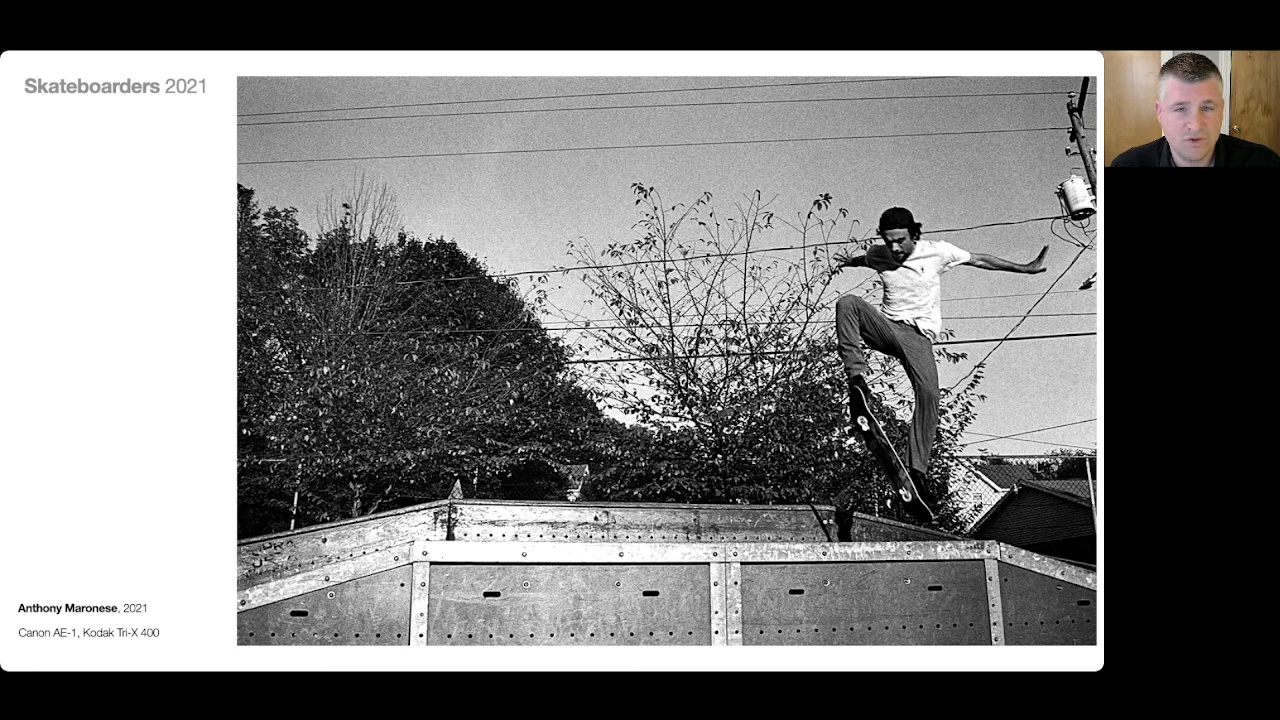 Skateboarders 2021
Anthony Maronese, 2021
Canon AE-1, Kodak Tri-X 400